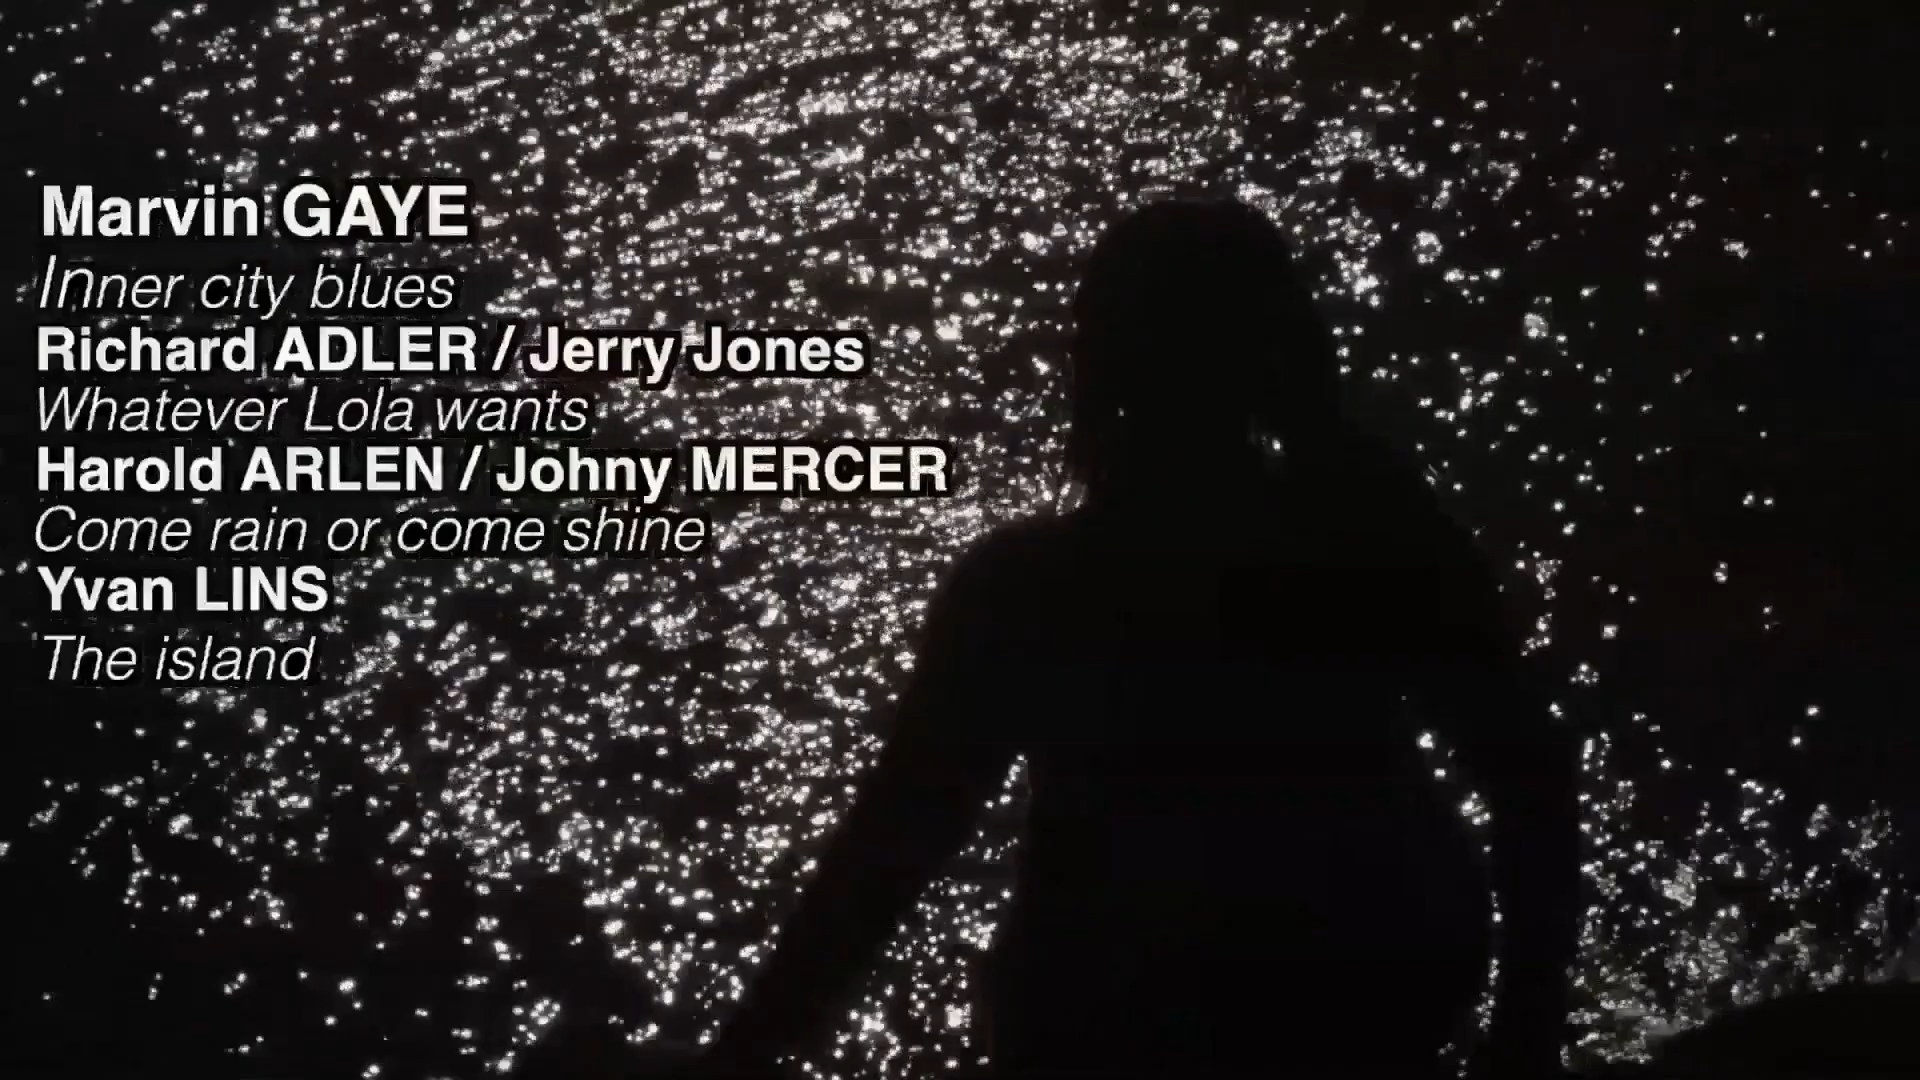 Marvin GAYE
Inner city blues
Richard ADLER / Jerry Jones
Whatever Lola wants
Harold ARLEN / Johny MERCER
Come rain or come shine
Yvan LINS
The island